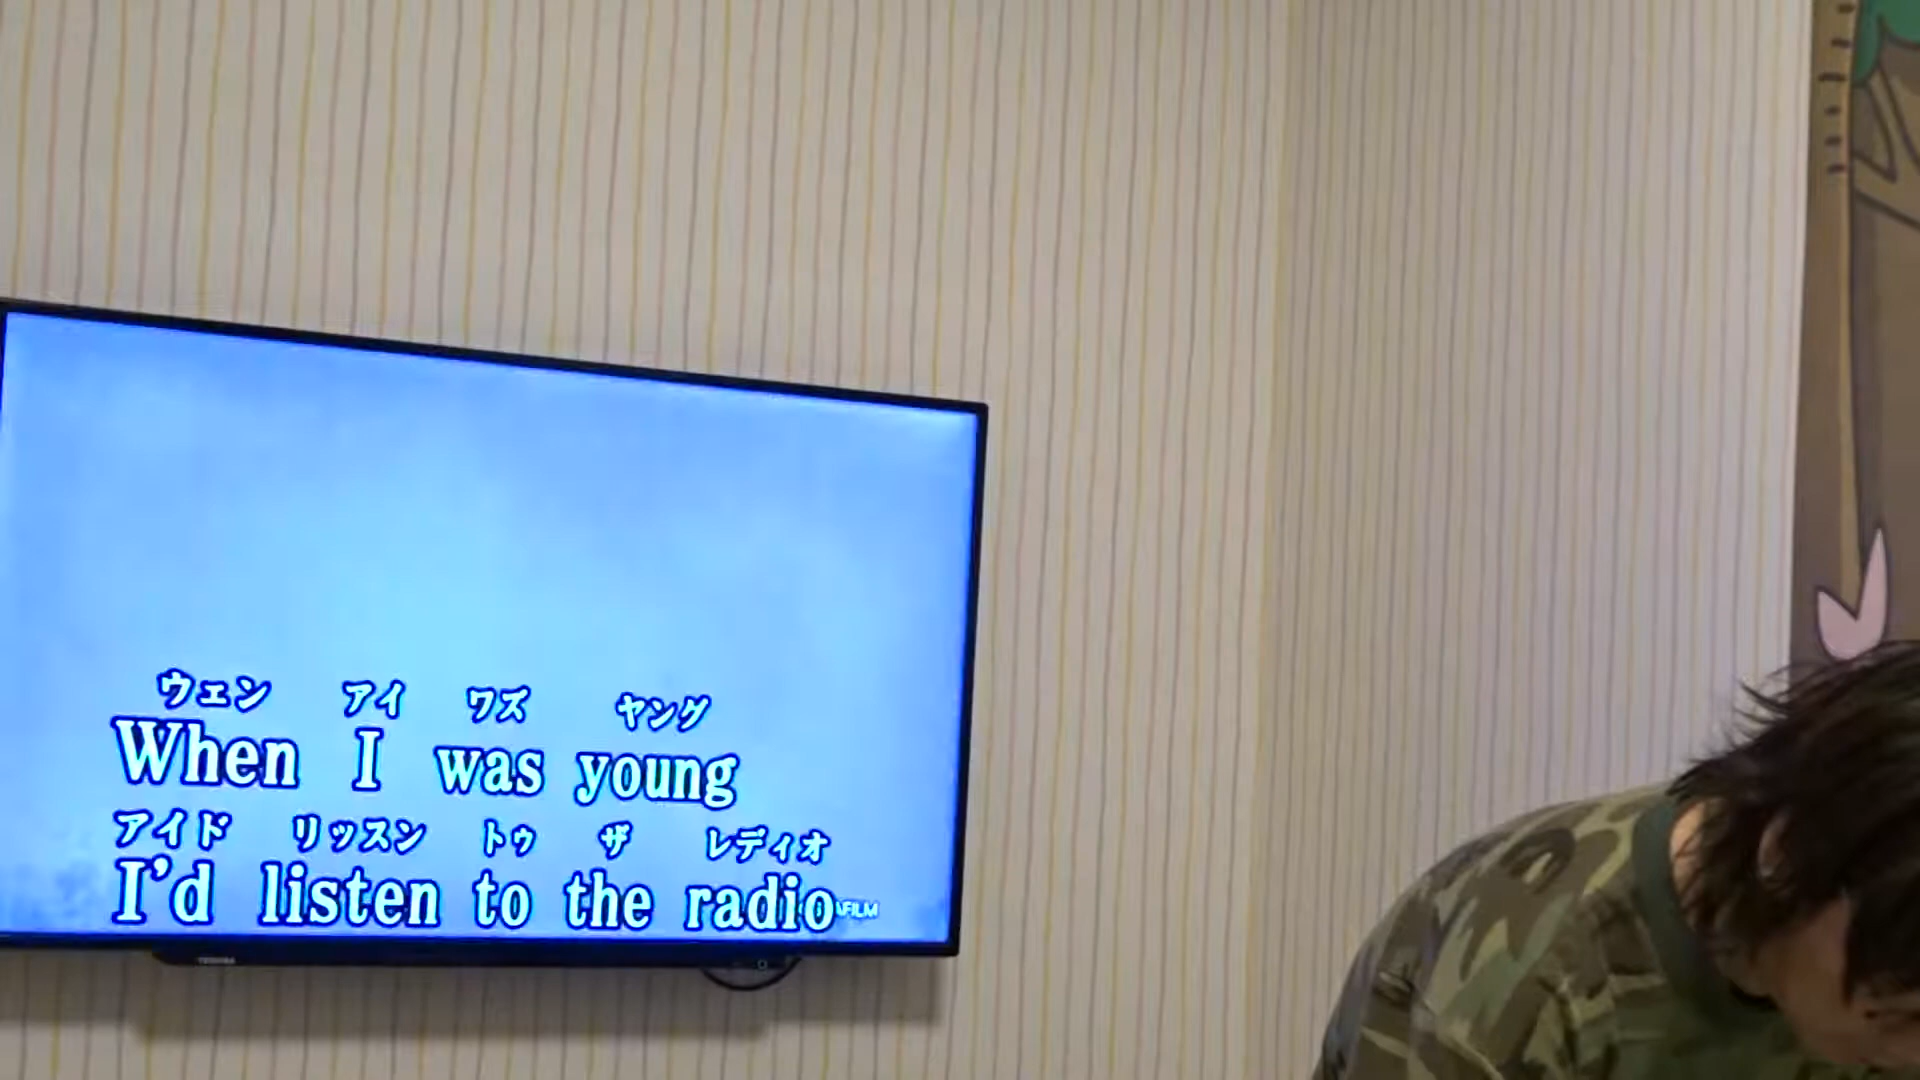 ウェン アイ ワズ ヤング
When I was young
アイド リッスン トゥ ザ レディオ
I'd listen to the radio
TOSHIBA